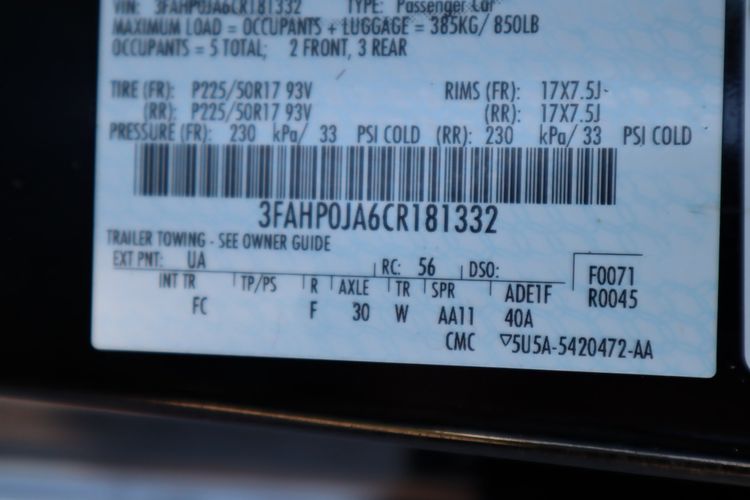 VIN: 3FAHP0JA6CR181332 TYPE: Passenger Car
MAXIMUM LOAD = OCCUPANTS + LUGGAGE = 385KG/ 850LB
OCCUPANTS = 5 TOTAL; 2 FRONT, 3 REAR
TIRE (FR): P225/50R17 93V RIMS (FR): 17X7.5J
(RR): P225/50R17 93V (RR): 17X7.5J
PRESSURE (FR): 230 kPa/ 33 PSI COLD (RR): 230 kPa/ 33 PSI COLD
3FAHP0JA6CR181332
TRAILER TOWING - SEE OWNER GUIDE
EXT PNT: UA RC: 56 DSO: F0071
INT TR TP/PS R AXLE TR SPR ADE1F R0045
FC F 30 W AA11 40A
CMC ▽5U5A-5420472-AA